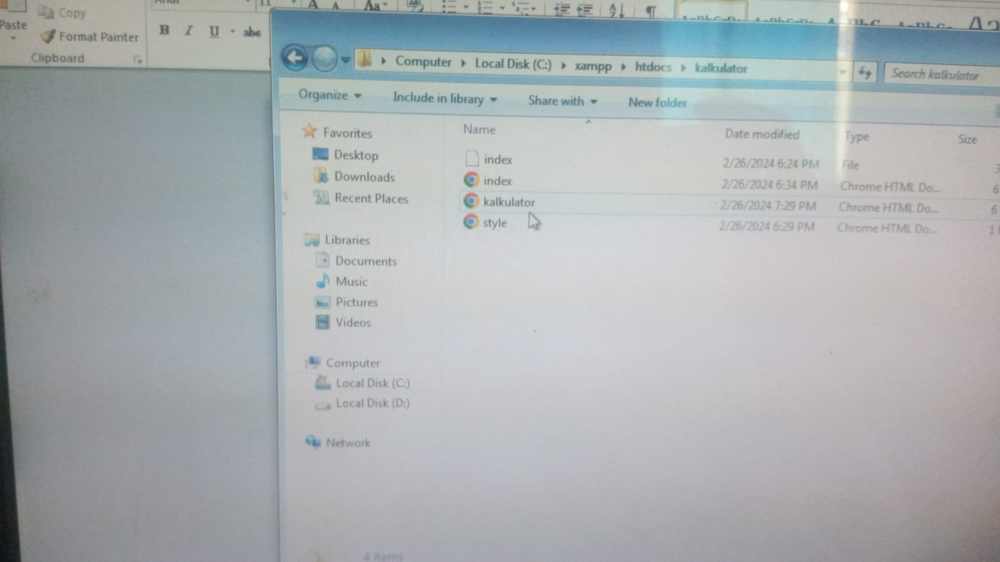 Paste
Copy
Format Painter
Clipboard
B I U abc
Aa
Computer Local Disk (C:) xampp htdocs kalkulator
Search kalkulator
Organize Include in library Share with New folder
Name Date modified Type Size
index 2/26/2024 6:24 PM File
index 2/26/2024 6:34 PM Chrome HTML Do... 6
kalkulator 2/26/2024 7:29 PM Chrome HTML Do... 6
style 2/26/2024 6:29 PM Chrome HTML Do... 1
Favorites
Desktop
Downloads
Recent Places
Libraries
Documents
Music
Pictures
Videos
Computer
Local Disk (C:)
Local Disk (D:)
Network
4 items